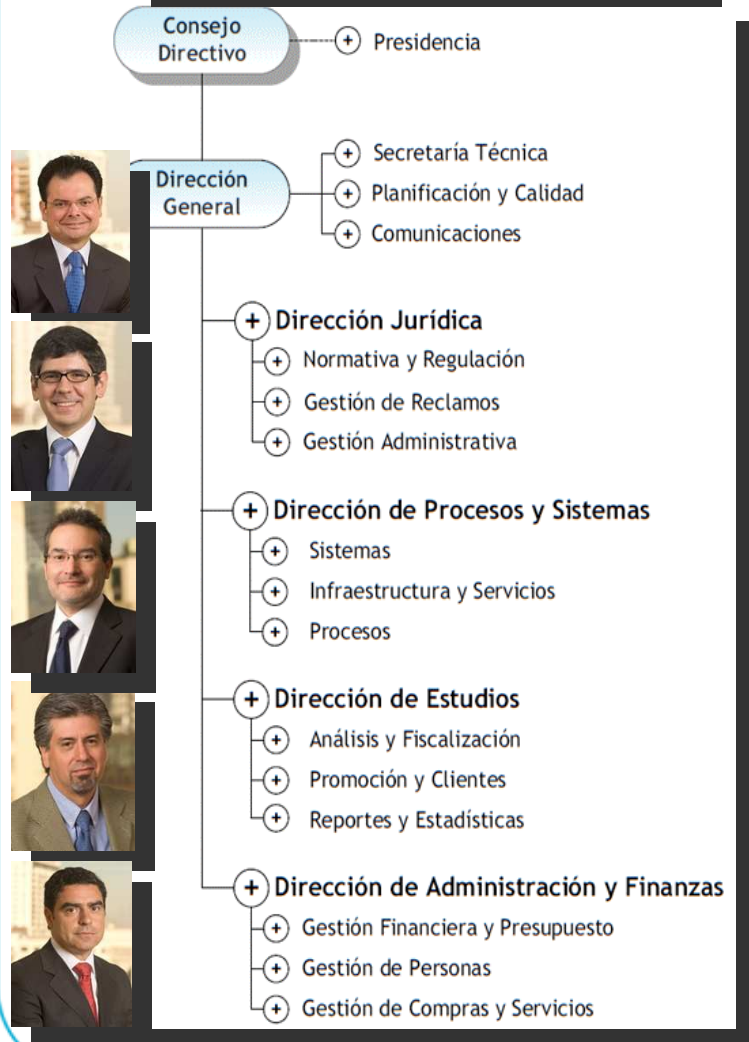 Consejo
Directivo
Presidencia
Dirección
General
Secretaría Técnica
Planificación y Calidad
Comunicaciones
Dirección Jurídica
Normativa y Regulación
Gestión de Reclamos
Gestión Administrativa
Dirección de Procesos y Sistemas
Sistemas
Infraestructura y Servicios
Procesos
Dirección de Estudios
Análisis y Fiscalización
Promoción y Clientes
Reportes y Estadísticas
Dirección de Administración y Finanzas
Gestión Financiera y Presupuesto
Gestión de Personas
Gestión de Compras y Servicios